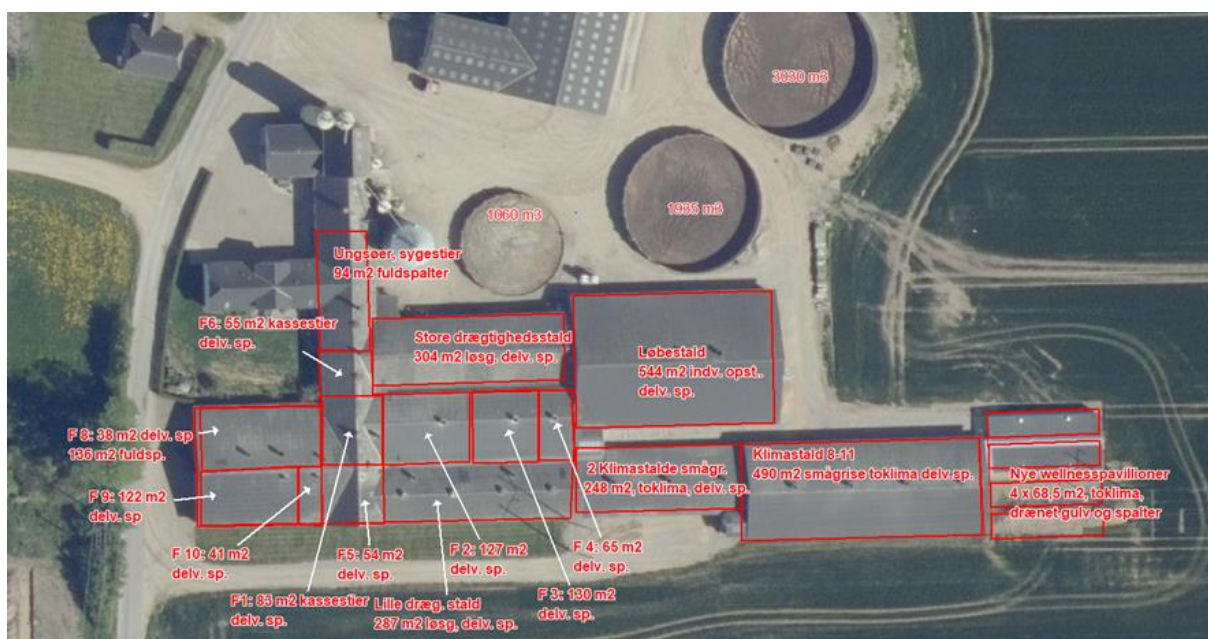 3030 m3
1935 m3
1060 m3
Ungsøer, sygestier
94 m2 fuldspalter
F6: 55 m2 kassestier
delv. sp.
Store drægtighedsstald
304 m2 løsg, delv. sp.
Løbestald
544 m2 indv. opst..
delv. sp.
F 8: 38 m2 delv. sp
136 m2 fuldsp,
2 Klimastalde smågr.
248 m2, toklima, delv. sp,
Klimastald 8-11
490 m2 smågrise toklima delv.sp.
Nye wellnesspavillioner
4 x 68,5 m2, toklima,
drænet gulv og spalter
F 9: 122 m2
delv. sp
F 10: 41 m2
delv. sp.
F5: 54 m2
delv. sp.
F 2: 127 m2
delv. sp.
F 4: 65 m2
delv. sp.
F1: 83 m2 kassestier
delv. sp.
Lille dræg, stald
287 m2 løsg, delv. sp.
F 3: 130 m2
delv. sp.